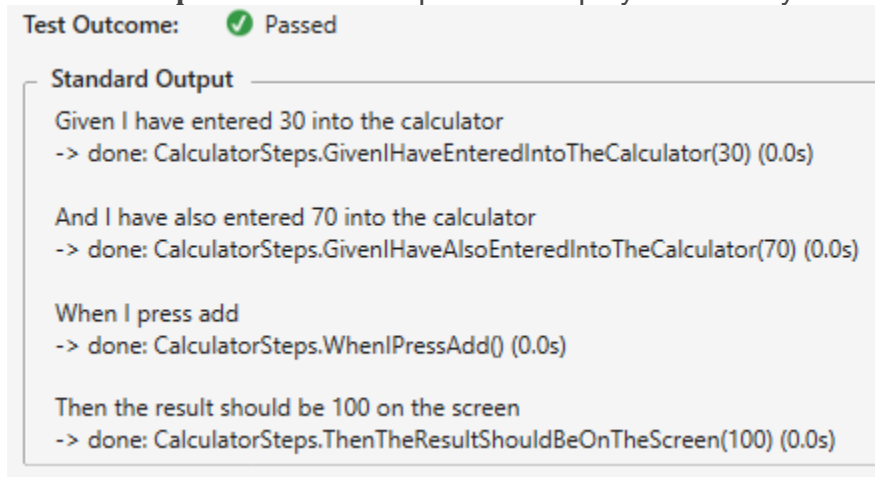 Test Outcome: Passed
Standard Output
Given I have entered 30 into the calculator
-> done: CalculatorSteps.GivenIHaveEnteredIntoTheCalculator(30) (0.0s)
And I have also entered 70 into the calculator
-> done: CalculatorSteps.GivenIHaveAlsoEnteredIntoTheCalculator(70) (0.0s)
When I press add
-> done: CalculatorSteps.WhenIPressAdd() (0.0s)
Then the result should be 100 on the screen
-> done: CalculatorSteps.ThenTheResultShouldBeOnTheScreen(100) (0.0s)